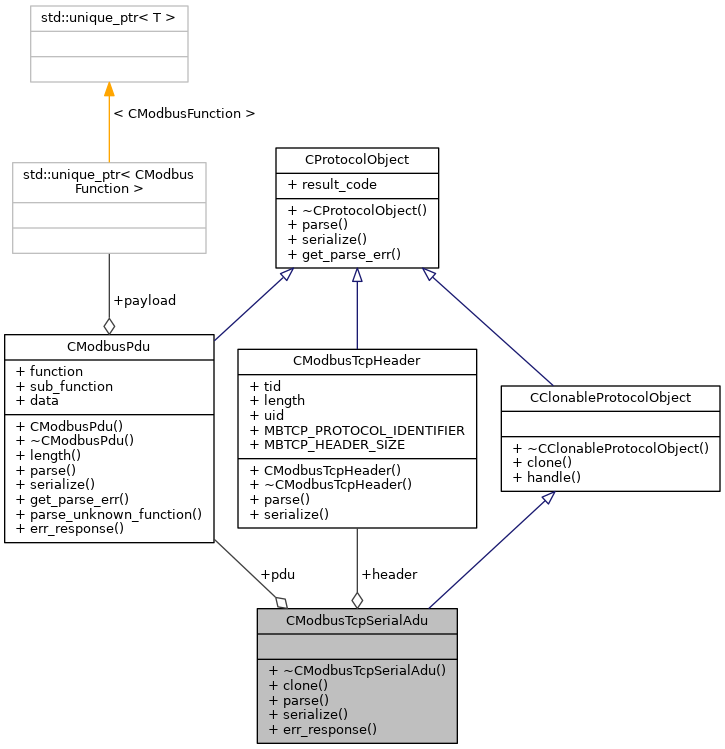 std::unique_ptr< T >
< CModbusFunction >
std::unique_ptr< CModbus
Function >
+payload
CProtocolObject
+ result_code
+ ~CProtocolObject()
+ parse()
+ serialize()
+ get_parse_err()
CModbusPdu
+ function
+ sub_function
+ data
+ CModbusPdu()
+ ~CModbusPdu()
+ length()
+ parse()
+ serialize()
+ get_parse_err()
+ parse_unknown_function()
+ err_response()
CModbusTcpHeader
+ tid
+ length
+ uid
+ MBTCP_PROTOCOL_IDENTIFIER
+ MBTCP_HEADER_SIZE
+ CModbusTcpHeader()
+ ~CModbusTcpHeader()
+ parse()
+ serialize()
CClonableProtocolObject
+ ~CClonableProtocolObject()
+ clone()
+ handle()
+pdu
+header
CModbusTcpSerialAdu
+ ~CModbusTcpSerialAdu()
+ clone()
+ parse()
+ serialize()
+ err_response()